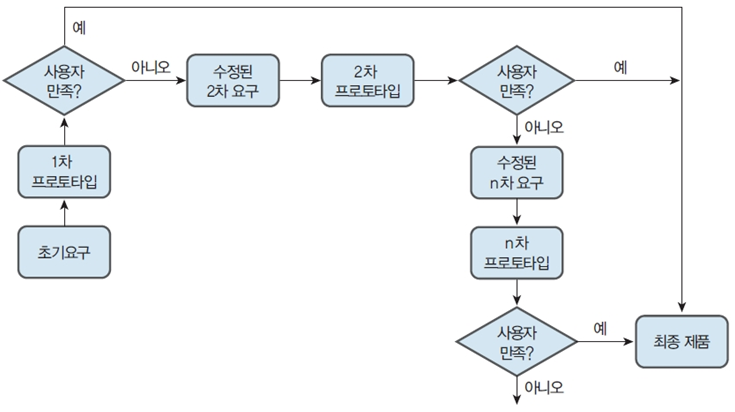 예
사용자
만족?
아니오
수정된
2차 요구
2차
프로토타입
사용자
만족?
예
아니오
1차
프로토타입
초기요구
수정된
n차 요구
n차
프로토타입
사용자
만족?
예
최종 제품
아니오